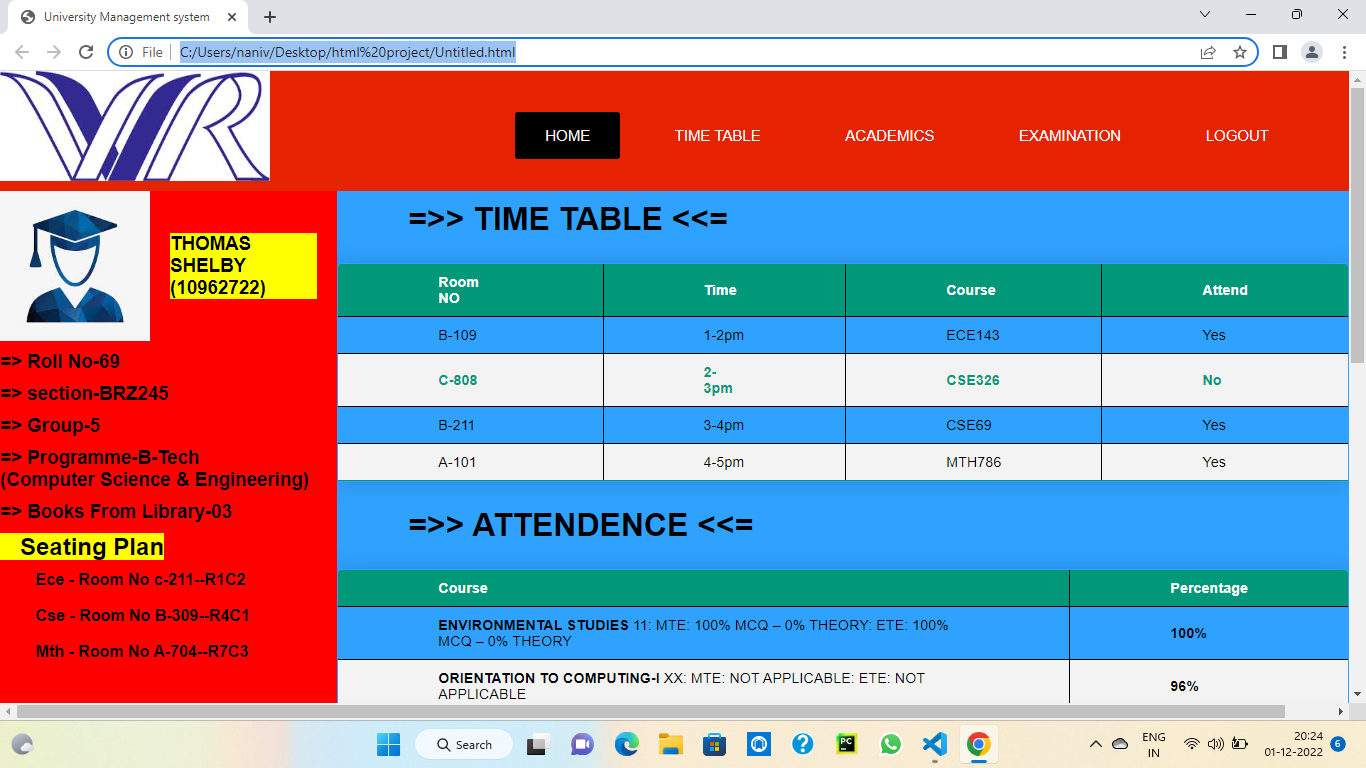 University Management system
File
C:/Users/naniv/Desktop/html%20project/Untitled.html
VR
HOME
TIME TABLE
ACADEMICS
EXAMINATION
LOGOUT
THOMAS
SHELBY
(10962722)
=> Roll No-69
=> section-BRZ245
=> Group-5
=> Programme-B-Tech
(Computer Science & Engineering)
=> Books From Library-03
Seating Plan
Ece - Room No c-211--R1C2
Cse - Room No B-309--R4C1
Mth - Room No A-704--R7C3
=>> TIME TABLE <<=
Room
NO
Time
Course
Attend
B-109
1-2pm
ECE143
Yes
C-808
2-
3pm
CSE326
No
B-211
3-4pm
CSE69
Yes
A-101
4-5pm
MTH786
Yes
=>> ATTENDENCE <<=
Course
Percentage
ENVIRONMENTAL STUDIES 11: MTE: 100% MCQ – 0% THEORY: ETE: 100%
MCQ – 0% THEORY
100%
ORIENTATION TO COMPUTING-I XX: MTE: NOT APPLICABLE: ETE: NOT
APPLICABLE
96%
Search
PC
ENG
IN
20:24
01-12-2022
6